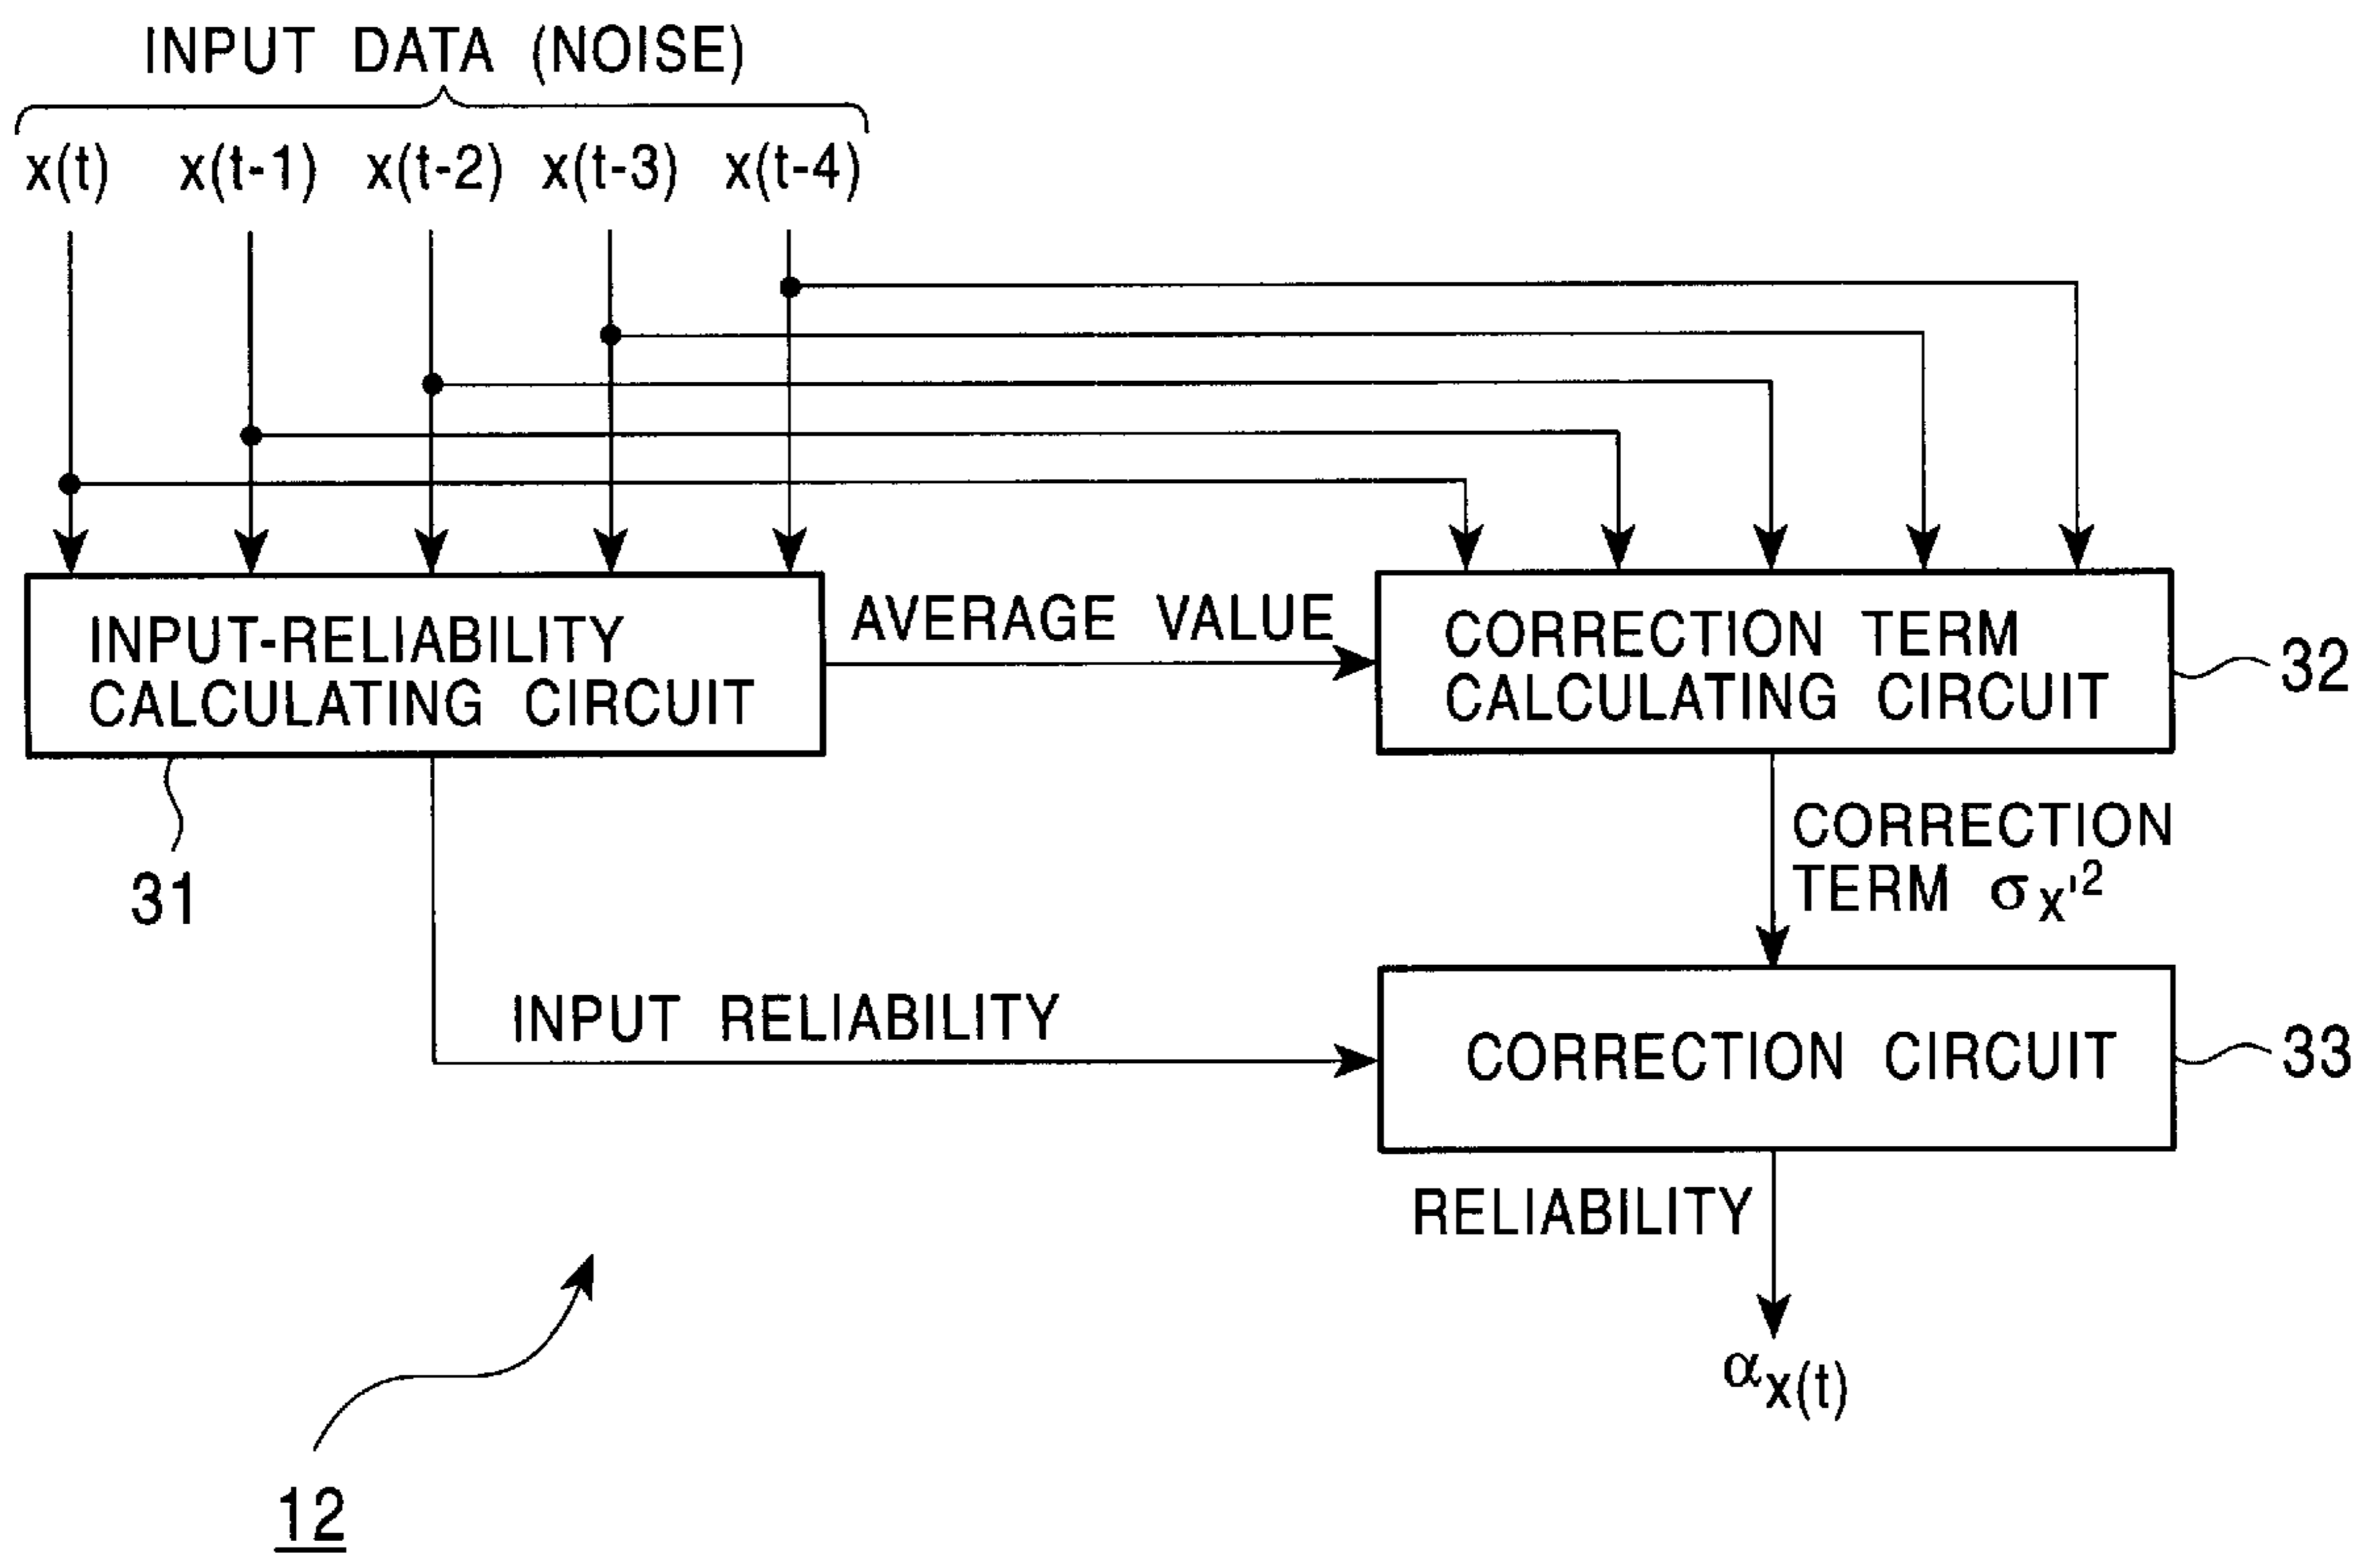 INPUT DATA (NOISE)
x(t) x(t-1) x(t-2) x(t-3) x(t-4)
INPUT-RELIABILITY
CALCULATING CIRCUIT
AVERAGE VALUE
CORRECTION TERM
CALCULATING CIRCUIT
32
31
CORRECTION
TERM σx'²
INPUT RELIABILITY
CORRECTION CIRCUIT
33
RELIABILITY
αx(t)
12